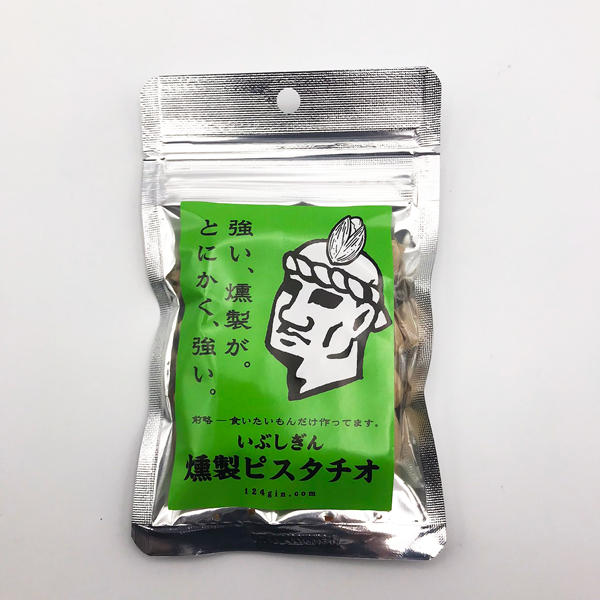 強い、燻製が。
とにかく、強い。
前略―食いたいもんだけ作ってます。
いぶしぎん
燻製ピスタチオ
124gin.com